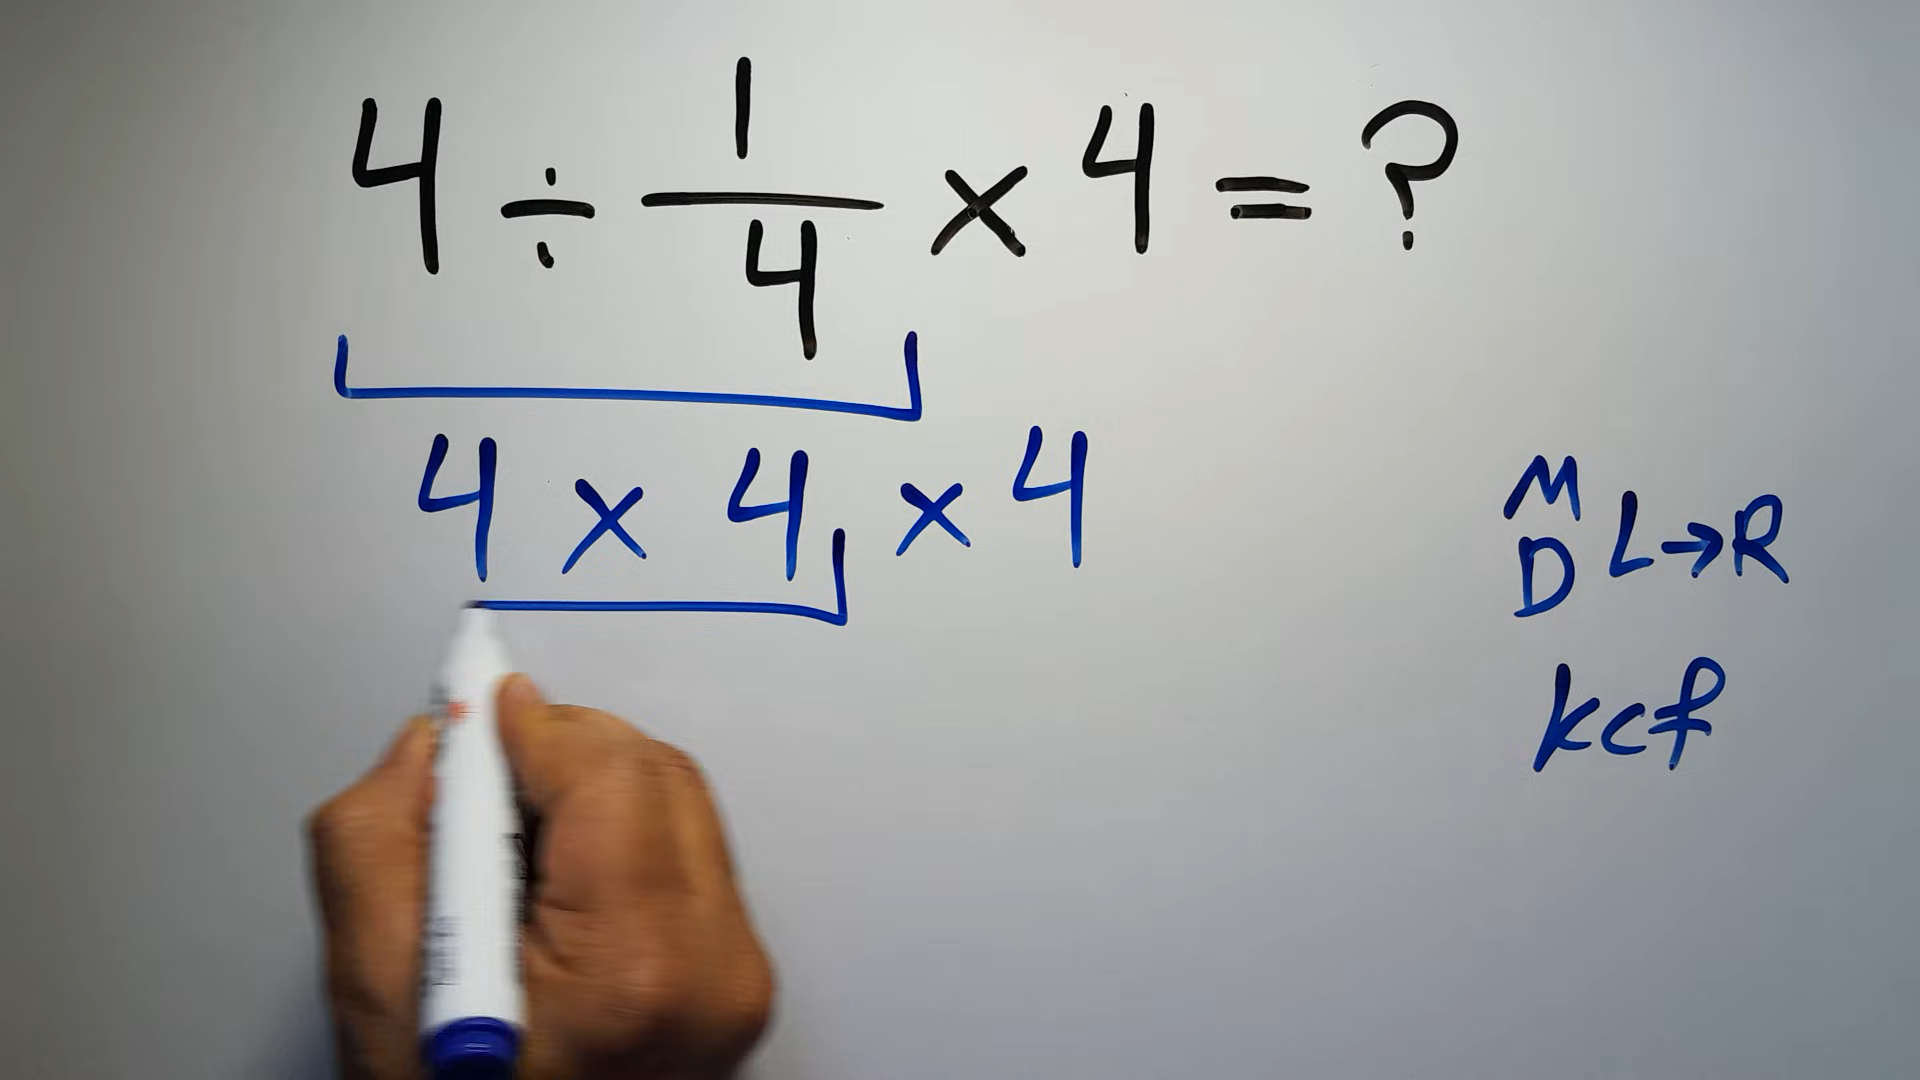 4 ÷ 1/4 × 4 = ?
4 × 4 × 4
M
D L→R
kcf